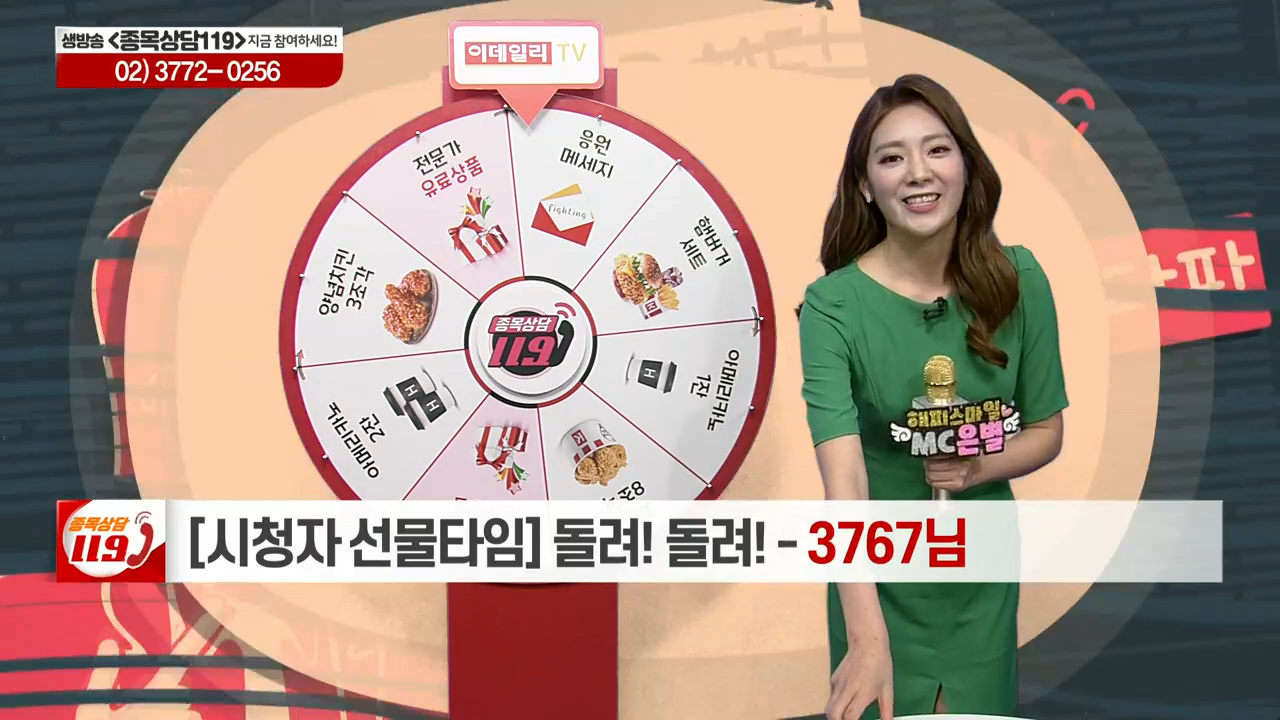 생방송 <종목상담119> 지금 참여하세요!
02) 3772-0256
이데일리 TV
응원
메세지
전문가
유료상품
fighting
햄버거
세트
양념치킨
3조각
종목상담
119
아메리카노
1잔
아메리카노
2잔
H
H
H
해피스마일
MC은별
종목상담
119
[시청자 선물타임] 돌려! 돌려! - 3767님